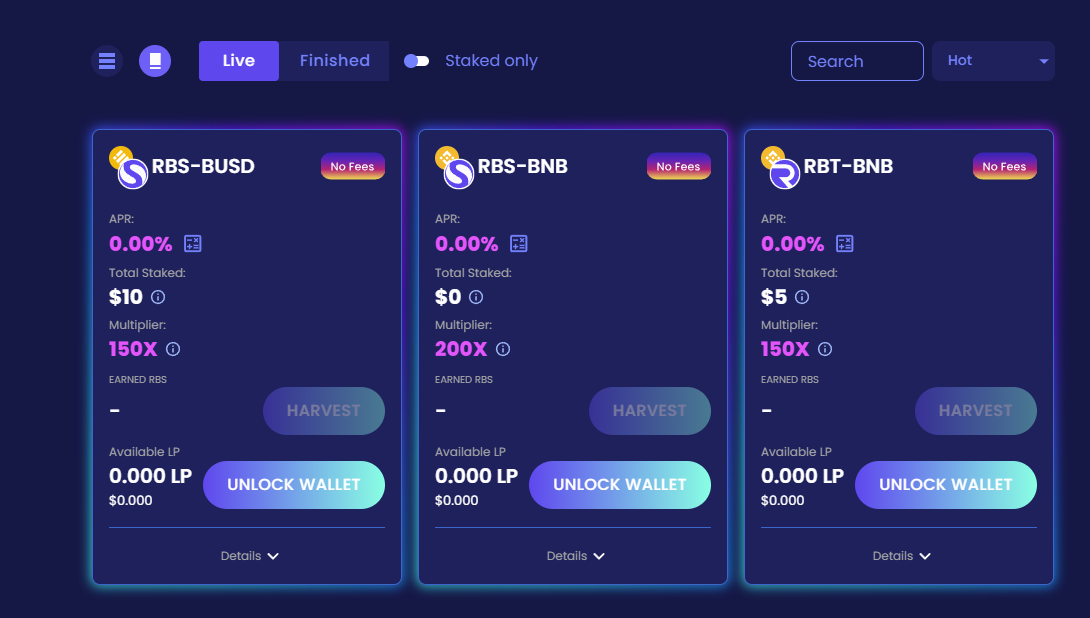 Live
Finished
Staked only
Search
Hot
RBS-BUSD
No Fees
APR:
0.00%
Total Staked:
$10
Multiplier:
150X
EARNED RBS
-
HARVEST
Available LP
0.000 LP
$0.000
UNLOCK WALLET
Details
RBS-BNB
No Fees
APR:
0.00%
Total Staked:
$0
Multiplier:
200X
EARNED RBS
-
HARVEST
Available LP
0.000 LP
$0.000
UNLOCK WALLET
Details
RBT-BNB
No Fees
APR:
0.00%
Total Staked:
$5
Multiplier:
150X
EARNED RBS
-
HARVEST
Available LP
0.000 LP
$0.000
UNLOCK WALLET
Details